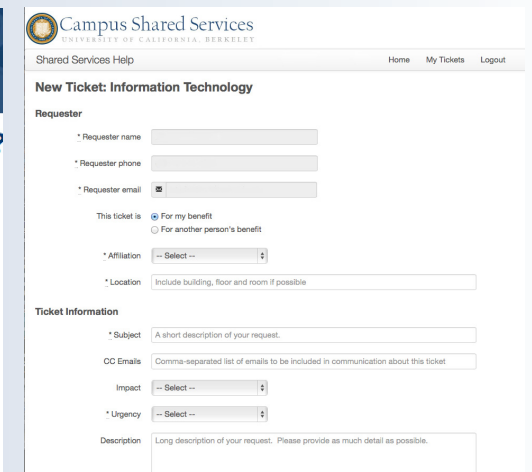 Campus Shared Services
UNIVERSITY OF CALIFORNIA, BERKELEY
Shared Services Help Home My Tickets Logout
New Ticket: Information Technology
Requester
* Requester name
* Requester phone
* Requester email
This ticket is For my benefit
For another person's benefit
* Affiliation -- Select --
* Location Include building, floor and room if possible
Ticket Information
* Subject A short description of your request.
CC Emails Comma-separated list of emails to be included in communication about this ticket
Impact -- Select --
* Urgency -- Select --
Description Long description of your request. Please provide as much detail as possible.